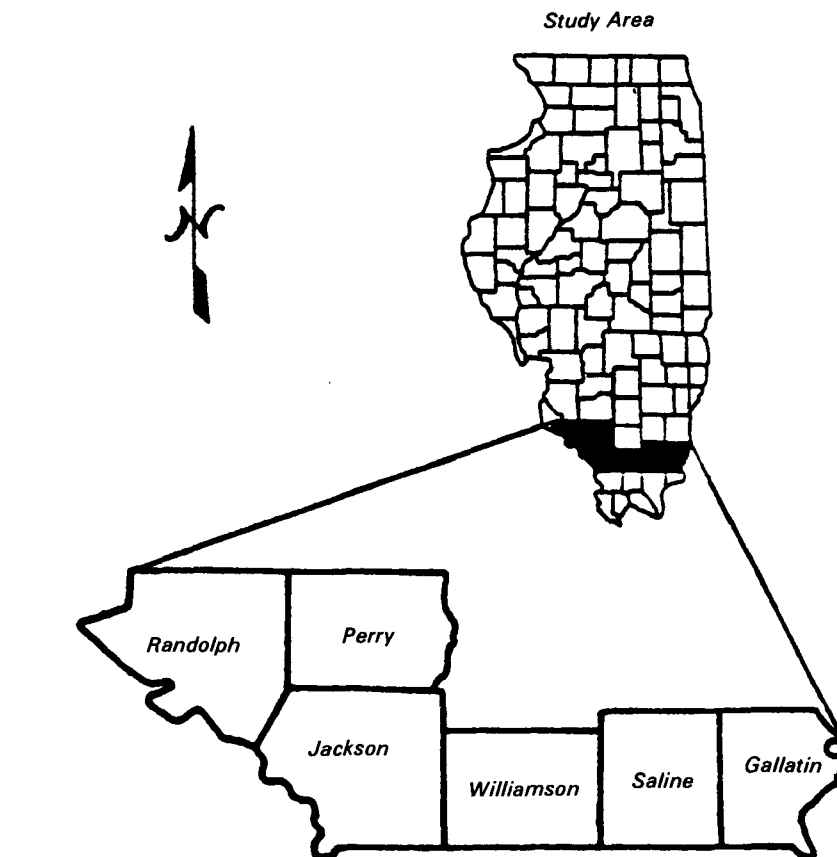 Study Area
N
Randolph
Perry
Jackson
Williamson
Saline
Gallatin